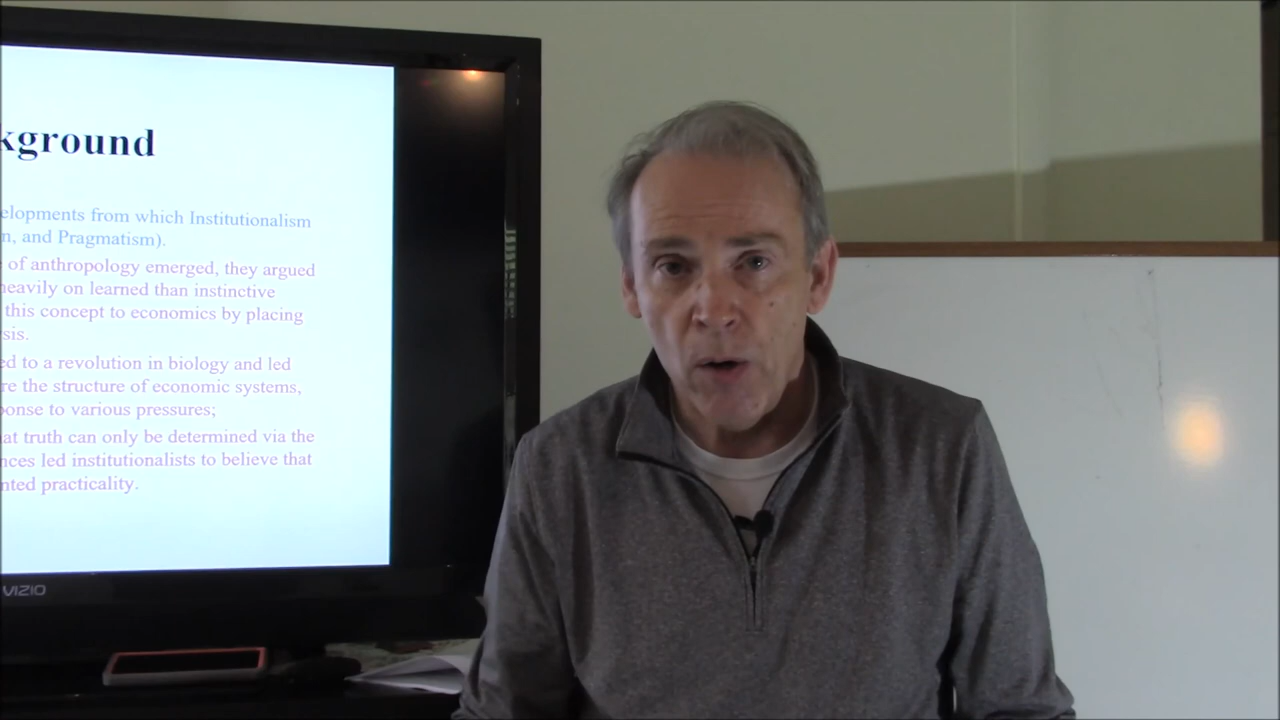 kground
elopments from which Institutionalism
n, and Pragmatism).
of anthropology emerged, they argued
heavily on learned than instinctive
this concept to economics by placing
sis.
ed to a revolution in biology and led
re the structure of economic systems,
ponse to various pressures;
at truth can only be determined via the
nces led institutionalists to believe that
nted practicality.
VIZIO